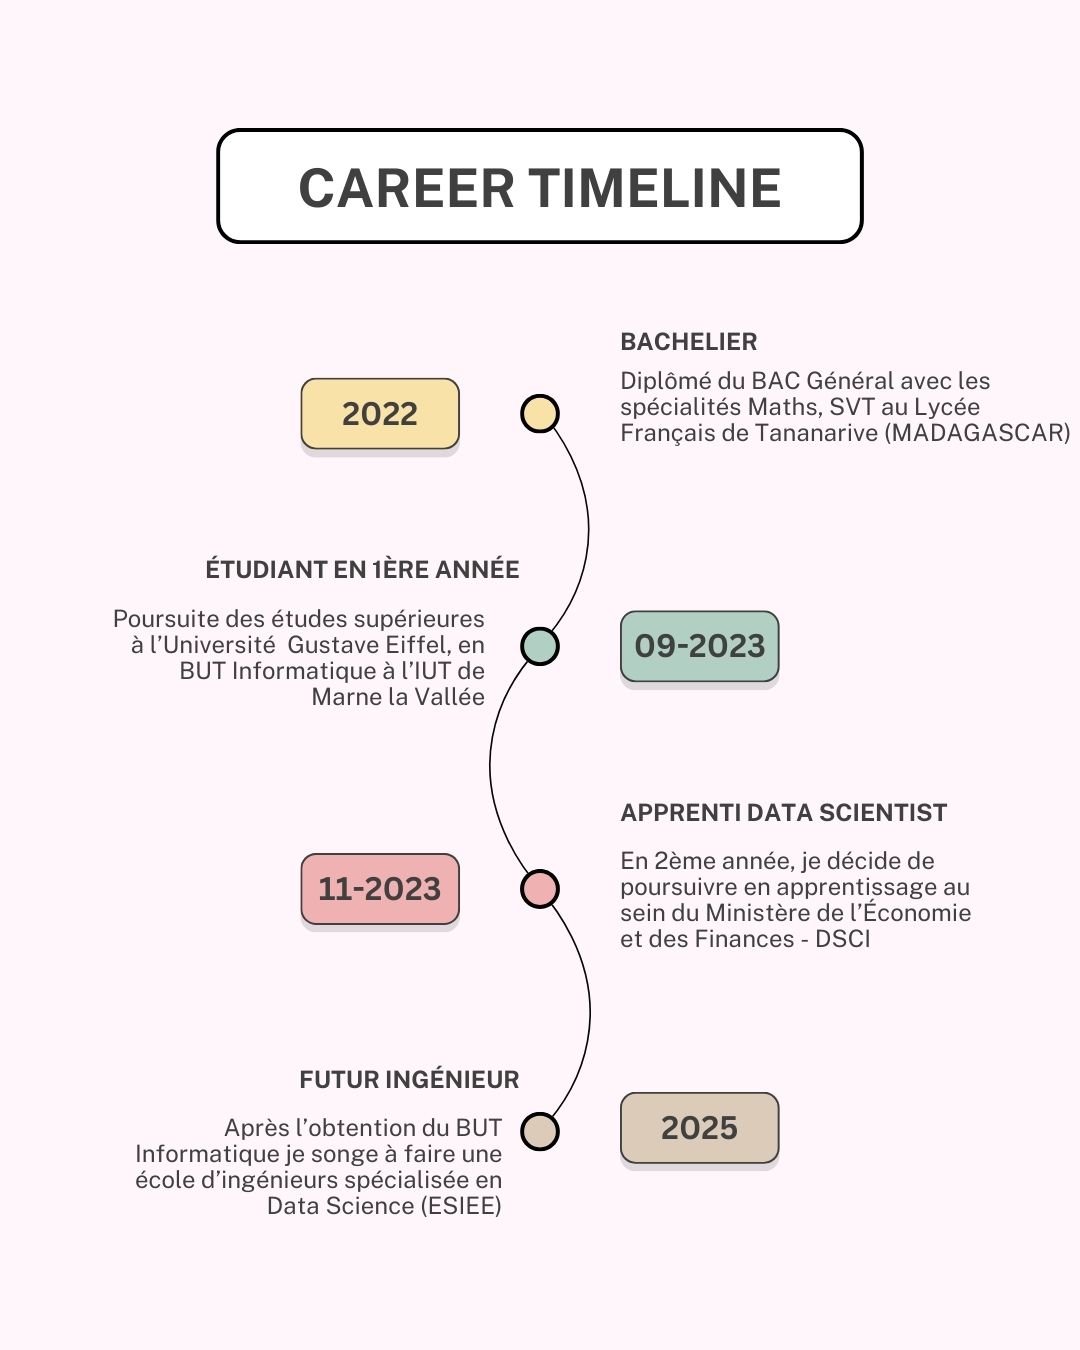 CAREER TIMELINE
BACHELIER
Diplômé du BAC Général avec les
spécialités Maths, SVT au Lycée
Français de Tananarive (MADAGASCAR)
2022
ÉTUDIANT EN 1ÈRE ANNÉE
Poursuite des études supérieures
à l’Université  Gustave Eiffel, en
BUT Informatique à l’IUT de
Marne la Vallée
09-2023
APPRENTI DATA SCIENTIST
En 2ème année, je décide de
poursuivre en apprentissage au
sein du Ministère de l’Économie
et des Finances - DSCI
11-2023
FUTUR INGÉNIEUR
Après l’obtention du BUT
Informatique je songe à faire une
école d’ingénieurs spécialisée en
Data Science (ESIEE)
2025